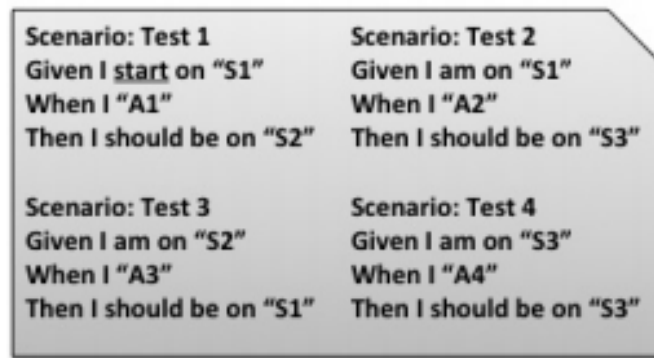 Scenario: Test 1
Given I start on “S1”
When I “A1”
Then I should be on “S2”
Scenario: Test 2
Given I am on “S1”
When I “A2”
Then I should be on “S3”
Scenario: Test 3
Given I am on “S2”
When I “A3”
Then I should be on “S1”
Scenario: Test 4
Given I am on “S3”
When I “A4”
Then I should be on “S3”